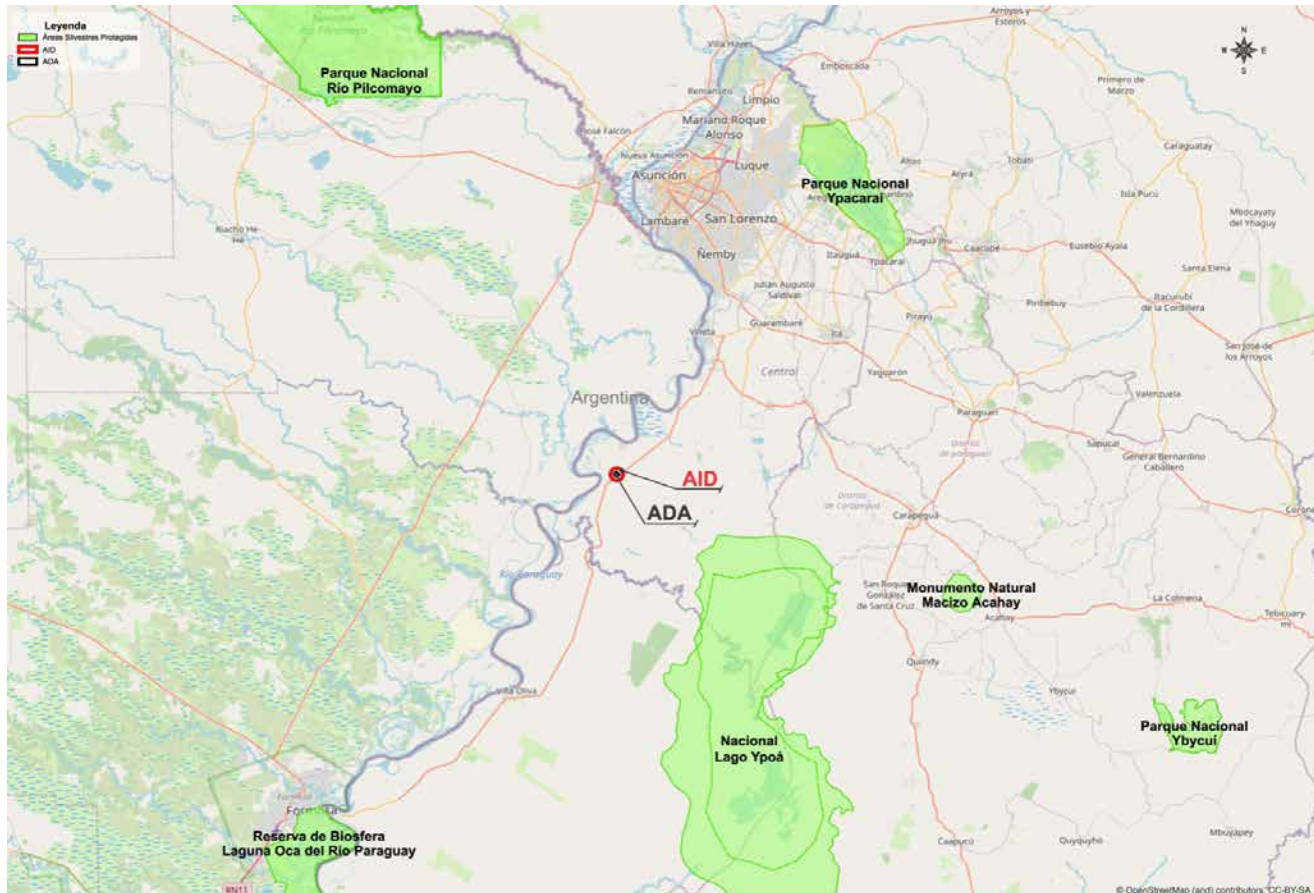 Leyenda
Áreas Silvestres Protegidas
AID
ADA
N
W E
S
Parque Nacional
Río Pilcomayo
Villa Hayes
Arroyos y
Esteros
Emboscada
Primero de
Marzo
Remansito
Limpio
Mariano Roque
Alonso
José Falcón
Nueva Asunción
Luque
Asunción
Caraguatay
Altos
Tobatí
Atyrá
Isla Pucú
Parque Nacional
Ypacaraí
Lambaré
San Lorenzo
Mbocayaty
del Yhaguy
Riacho He
Hé
Ñemby
Itauguá
Ypacaraí
Caacupé
Eusebio Ayala
Santa Elena
Julián Augusto
Saldívar
Piribebuy
Itacurubí
de la Cordillera
Guarambaré
Itá
Pirayú
Villeta
San José de
los Arroyos
Central
Yaguarón
Valenzuela
Argentina
Paraguarí
Sapucai
General Bernardino
Caballero
AID
ADA
Carapeguá
Río Paraguay
San Roque
González
de Santa Cruz
Monumento Natural
Macizo Acahay
Acahay
La Colmena
Tebicuary-
mí
Quiindy
Ybycuí
Villa Oliva
Parque Nacional
Ybycuí
Nacional
Lago Ypoá
Formosa
Reserva de Biosfera
Laguna Oca del Río Paraguay
RN11
Caapucú
Quyquyhó
Mbuyapey
© OpenStreetMap (and) contributors, CC-BY-SA